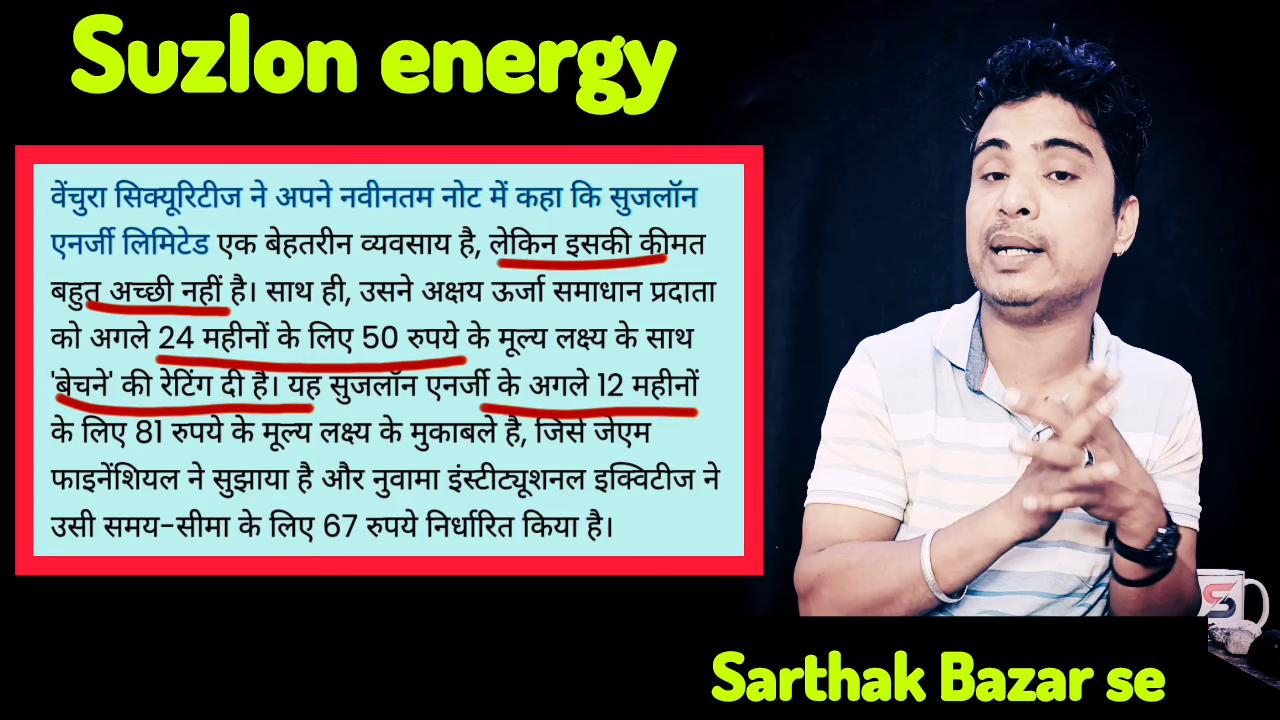 Suzlon energy
वेंचुरा सिक्यूरिटीज ने अपने नवीनतम नोट में कहा कि सुजलॉन
एनर्जी लिमिटेड एक बेहतरीन व्यवसाय है, लेकिन इसकी कीमत
बहुत अच्छी नहीं है। साथ ही, उसने अक्षय ऊर्जा समाधान प्रदाता
को अगले 24 महीनों के लिए 50 रुपये के मूल्य लक्ष्य के साथ
'बेचने' की रेटिंग दी है। यह सुजलॉन एनर्जी के अगले 12 महीनों
के लिए 81 रुपये के मूल्य लक्ष्य के मुकाबले है, जिसे जेएम
फाइनेंशियल ने सुझाया है और नुवामा इंस्टीट्यूशनल इक्विटीज ने
उसी समय-सीमा के लिए 67 रुपये निर्धारित किया है।
Sarthak Bazar se